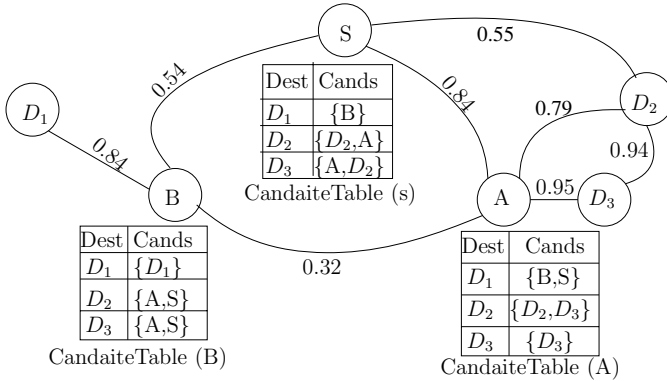 S
0.55
0.54
Dest Cands
D₁ {B}
D₂ {D₂,A}
D₃ {A,D₂}
CandaiteTable (s)
0.84
0.79
D₂
D₁
0.84
0.94
B
A
0.95
D₃
0.32
Dest Cands
D₁ {D₁}
D₂ {A,S}
D₃ {A,S}
CandaiteTable (B)
Dest Cands
D₁ {B,S}
D₂ {D₂,D₃}
D₃ {D₃}
CandaiteTable (A)